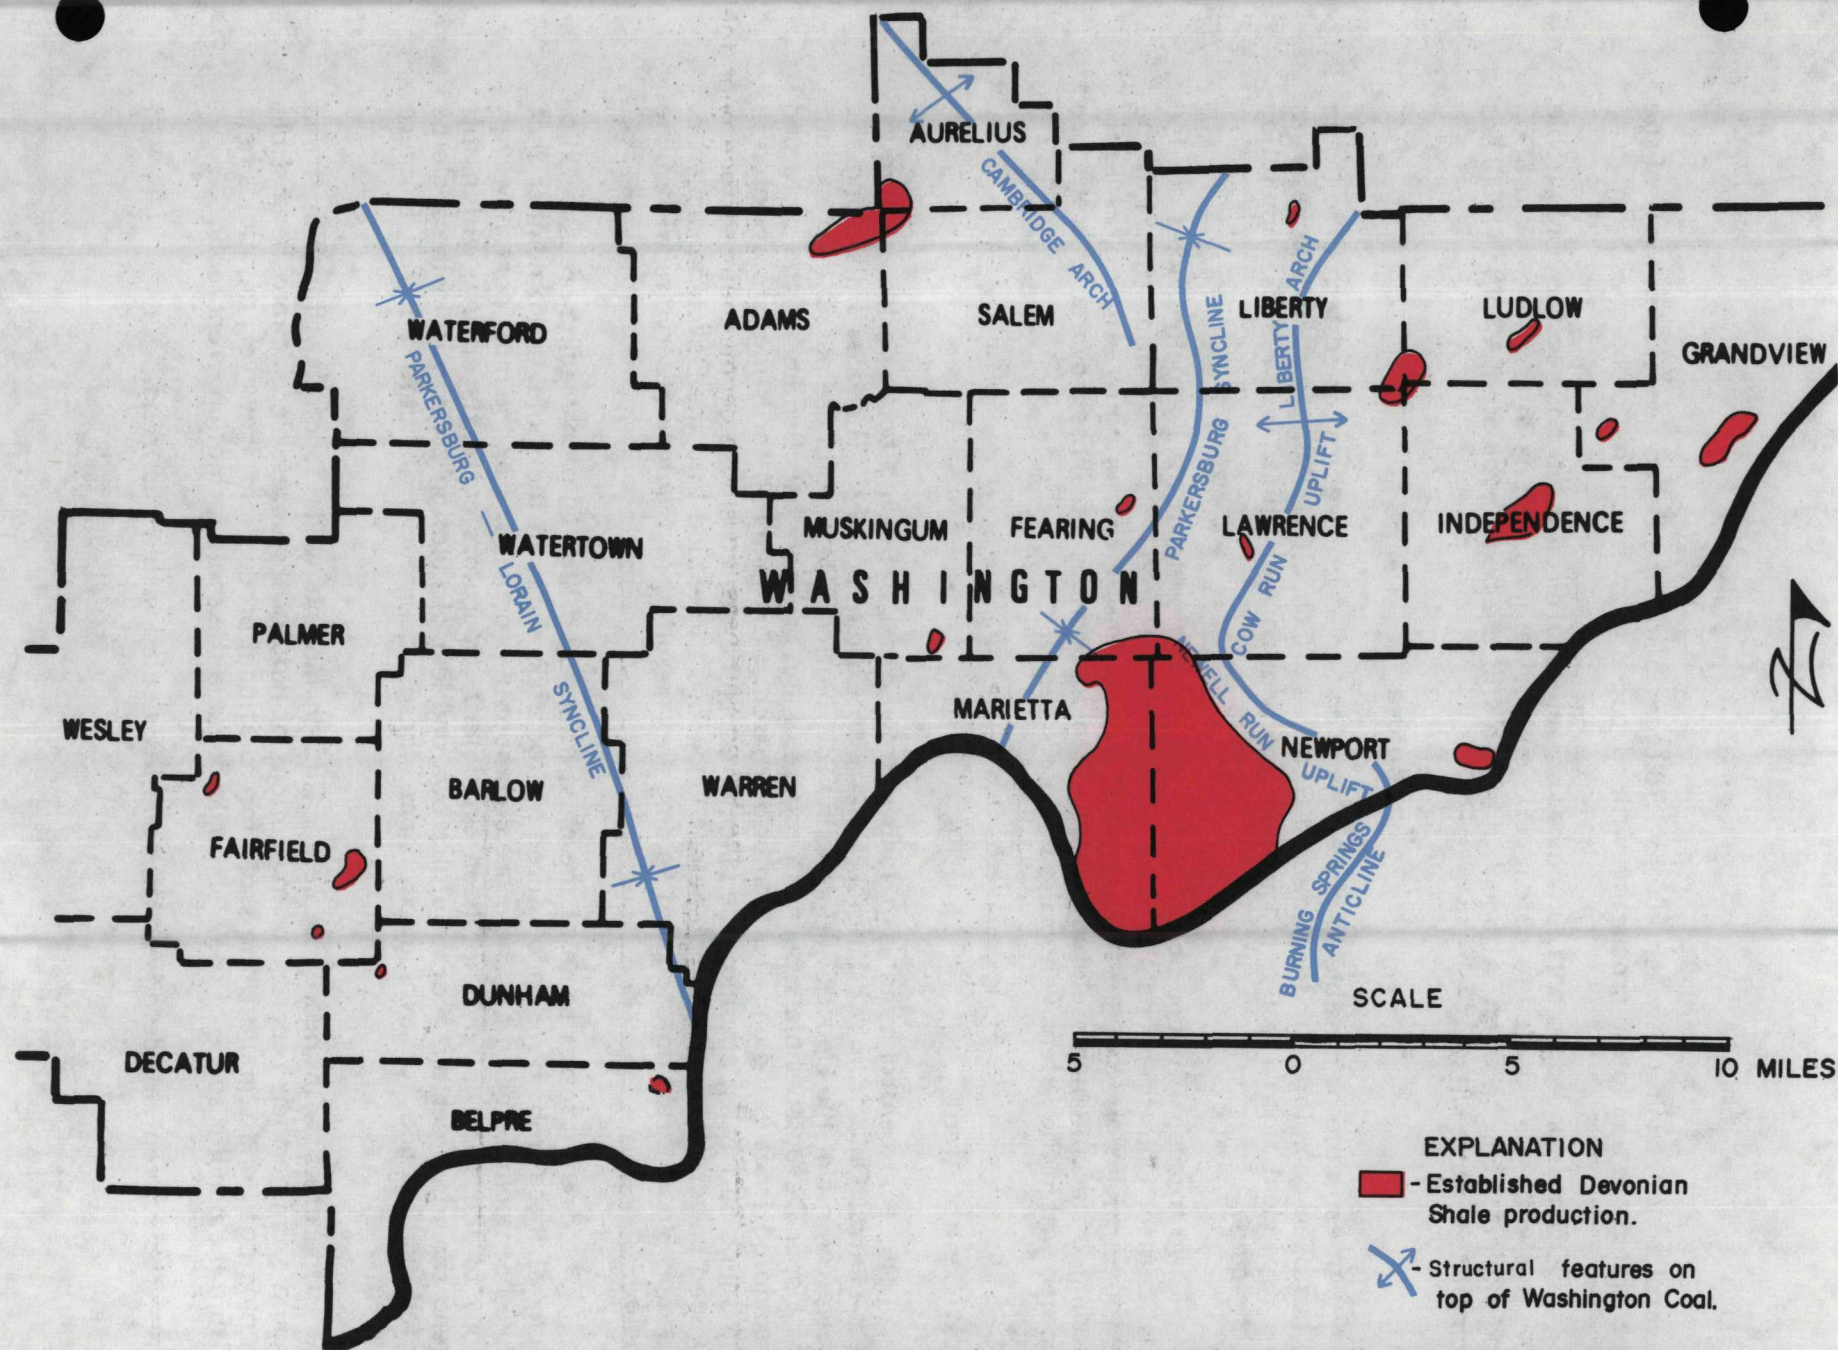 AURELIUS
CAMBRIDGE ARCH
WATERFORD
ADAMS
SALEM
LIBERTY
LIBERTY ARCH
LUDLOW
GRANDVIEW
PARKERSBURG SYNCLINE
PARKERSBURG – LORAIN SYNCLINE
WATERTOWN
MUSKINGUM
FEARING
LAWRENCE
INDEPENDENCE
COW RUN UPLIFT
WASHINGTON
PALMER
WESLEY
BARLOW
WARREN
MARIETTA
NEWELL RUN UPLIFT
NEWPORT
FAIRFIELD
BURNING SPRINGS
ANTICLINE
DUNHAM
DECATUR
BELPRE
SCALE
5 0 5 10 MILES
EXPLANATION
- Established Devonian
Shale production.
- Structural features on
top of Washington Coal.
N